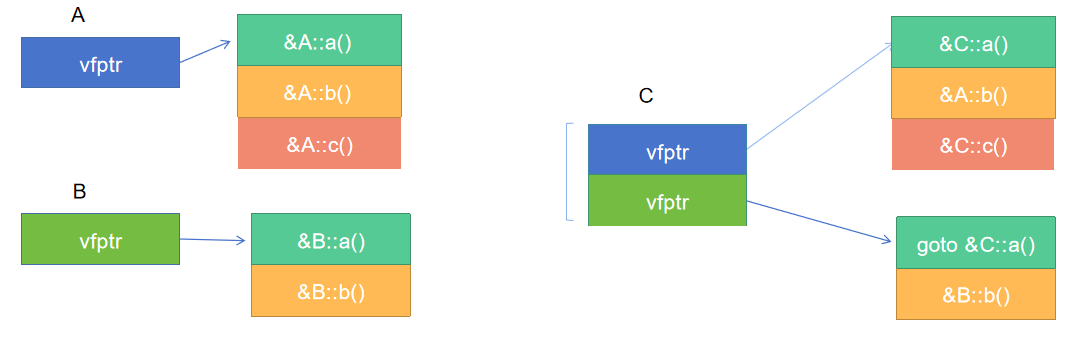 A
vfptr
&A::a()
&A::b()
&A::c()
B
vfptr
&B::a()
&B::b()
C
vfptr
vfptr
&C::a()
&A::b()
&C::c()
goto &C::a()
&B::b()